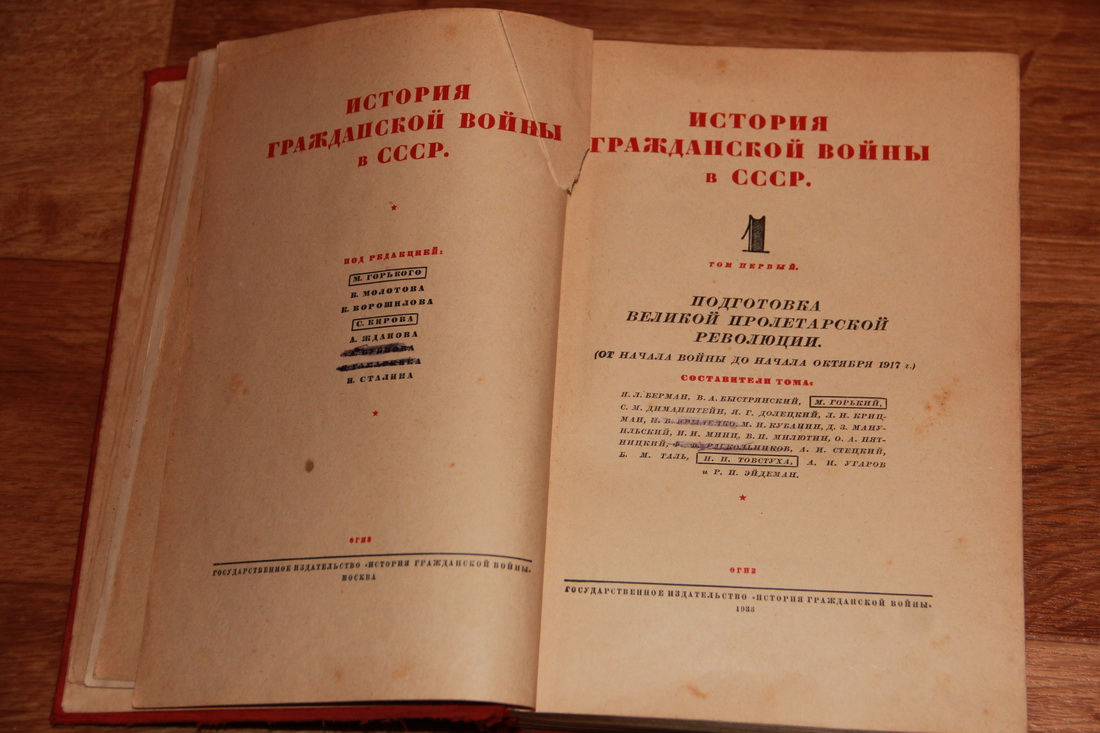 ИСТОРИЯ
ГРАЖДАНСКОЙ ВОЙНЫ
В СССР.
ПОД РЕДАКЦИЕЙ:
М. ГОРЬКОГО
В. МОЛОТОВА
К. ВОРОШИЛОВА
С. КИРОВА
А. ЖДАНОВА
И. СТАЛИНА
ОГИЗ
ГОСУДАРСТВЕННОЕ ИЗДАТЕЛЬСТВО «ИСТОРИЯ ГРАЖДАНСКОЙ ВОЙНЫ»
МОСКВА
ИСТОРИЯ
ГРАЖДАНСКОЙ ВОЙНЫ
В СССР.
1
ТОМ ПЕРВЫЙ.
ПОДГОТОВКА
ВЕЛИКОЙ ПРОЛЕТАРСКОЙ
РЕВОЛЮЦИИ.
(ОТ НАЧАЛА ВОЙНЫ ДО НАЧАЛА ОКТЯБРЯ 1917 г.)
СОСТАВИТЕЛИ ТОМА:
Я. Л. БЕРМАН, В. А. БЫСТРЯНСКИЙ, М. ГОРЬКИЙ,
С. М. ДИМАНШТЕЙН, Я. Г. ДОЛЕЦКИЙ, Л. Н. КРИЦ-
МАН, М. И. КУБАНИН, Д. З. МАНУ-
ИЛЬСКИЙ, И. И. МИНЦ, В. П. МИЛЮТИН, О. А. ПЯТ-
НИЦКИЙ, Ф. Ф. РАСКОЛЬНИКОВ, А. И. СТЕЦКИЙ,
Б. М. ТАЛЬ, И. П. ТОВСТУХА, А. И. УГАРОВ
и Р. П. ЭЙДЕМАН.
ОГИЗ
ГОСУДАРСТВЕННОЕ ИЗДАТЕЛЬСТВО «ИСТОРИЯ ГРАЖДАНСКОЙ ВОЙНЫ»